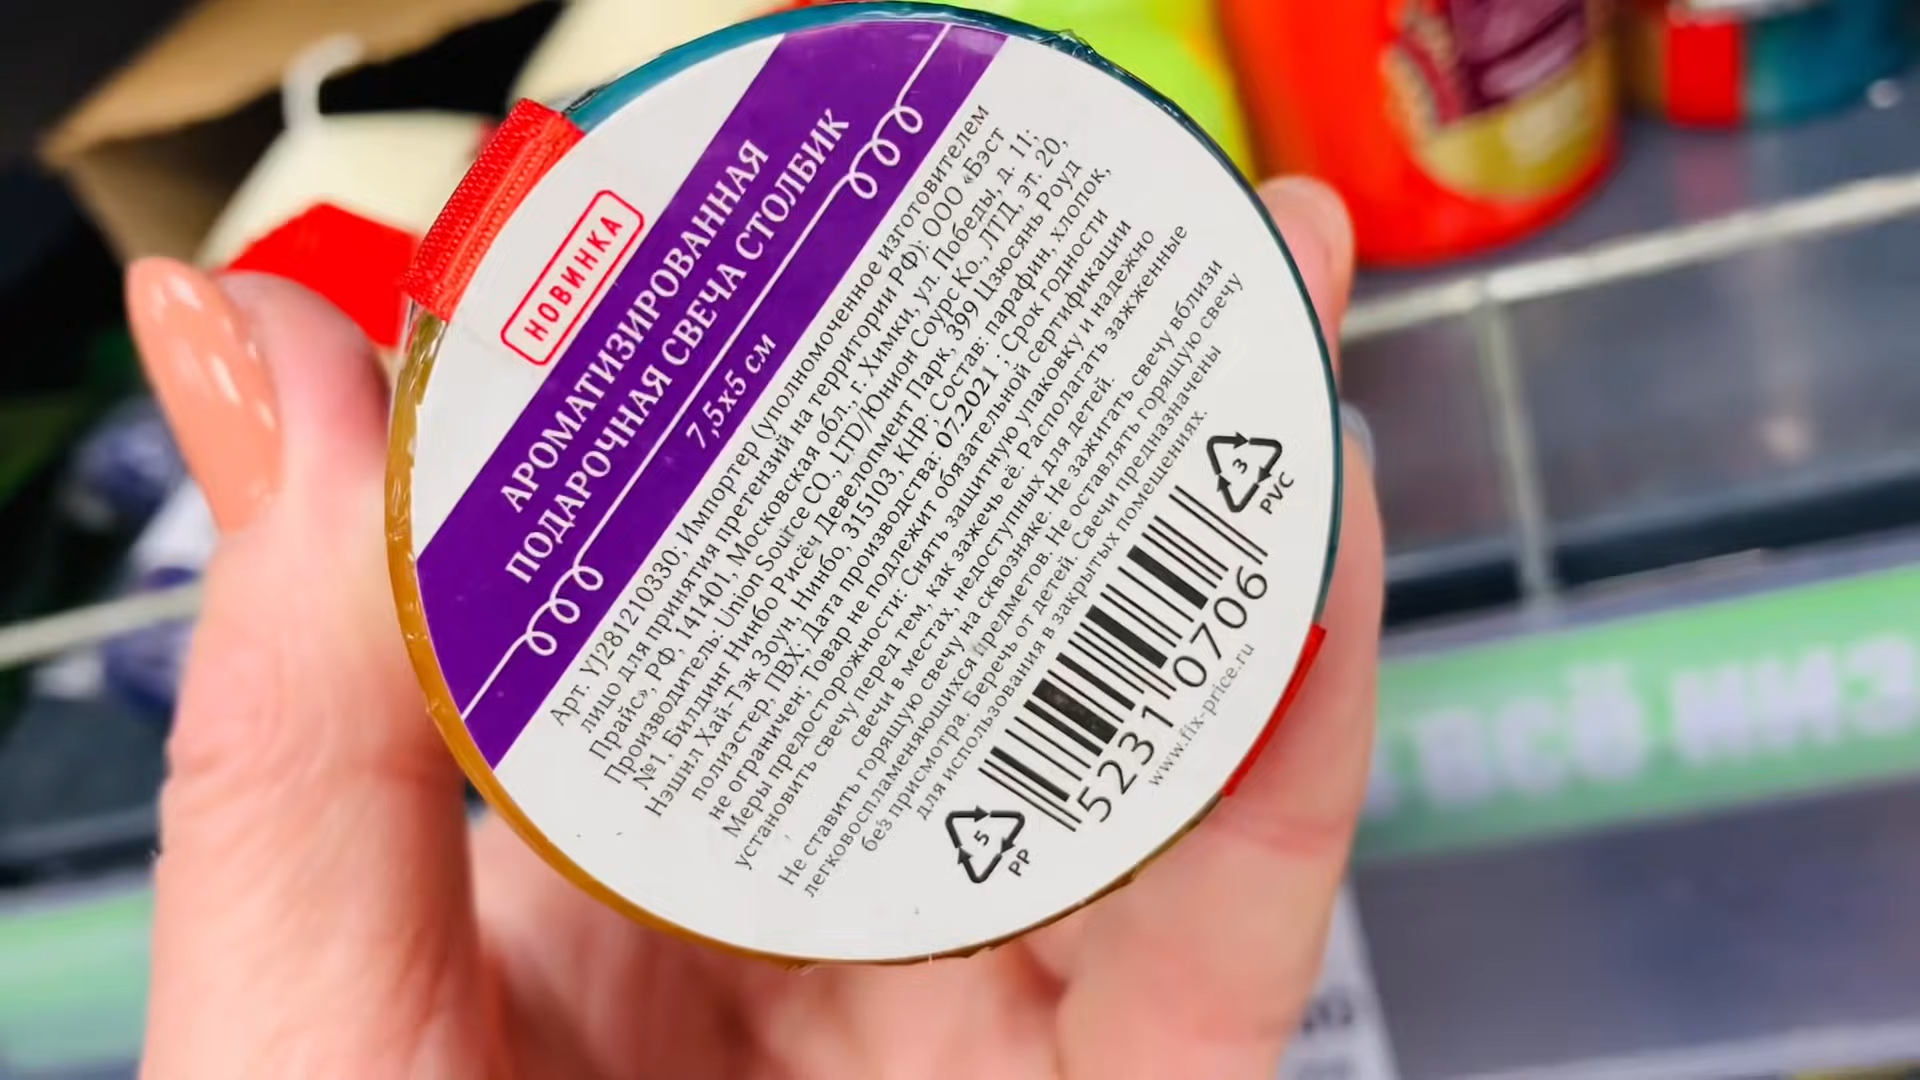 НОВИНКА
АРОМАТИЗИРОВАННАЯ
ПОДАРОЧНАЯ СВЕЧА СТОЛБИК
7,5х5 см
Арт. YJ281210330; Импортер (уполномоченное изготовителем
лицо для принятия претензий на территории РФ): ООО «Бэст
Прайс», РФ, 141401, Московская обл., г. Химки, ул. Победы, д. 11;
Производитель: Union Source CO., LTD/Юнион Соурс Ко., ЛТД, эт. 20,
№1, Билдинг Нинбо Рисёч Девелопмент Парк, 399 Цзюсянь Роуд
Нэшнл Хай-Тэк Зоун, Нинбо, 315103, КНР; Состав: парафин, хлопок,
полиэстер, ПВХ; Дата производства: 07.2021 ; Срок годности
не ограничен; Товар не подлежит обязательной сертификации
Меры предосторожности: Снять защитную упаковку и надежно
установить свечу перед тем, как зажечь её. Располагать зажженные
свечи в местах, недоступных для детей.
Не ставить горящую свечу на сквозняке. Не зажигать свечу вблизи
легковоспламеняющихся предметов. Не оставлять горящую свечу
без присмотра. Беречь от детей. Свечи предназначены
для использования в закрытых помещениях.
3
PVC
5
PP
5231 0706
www.fix-price.ru
ВСЁ